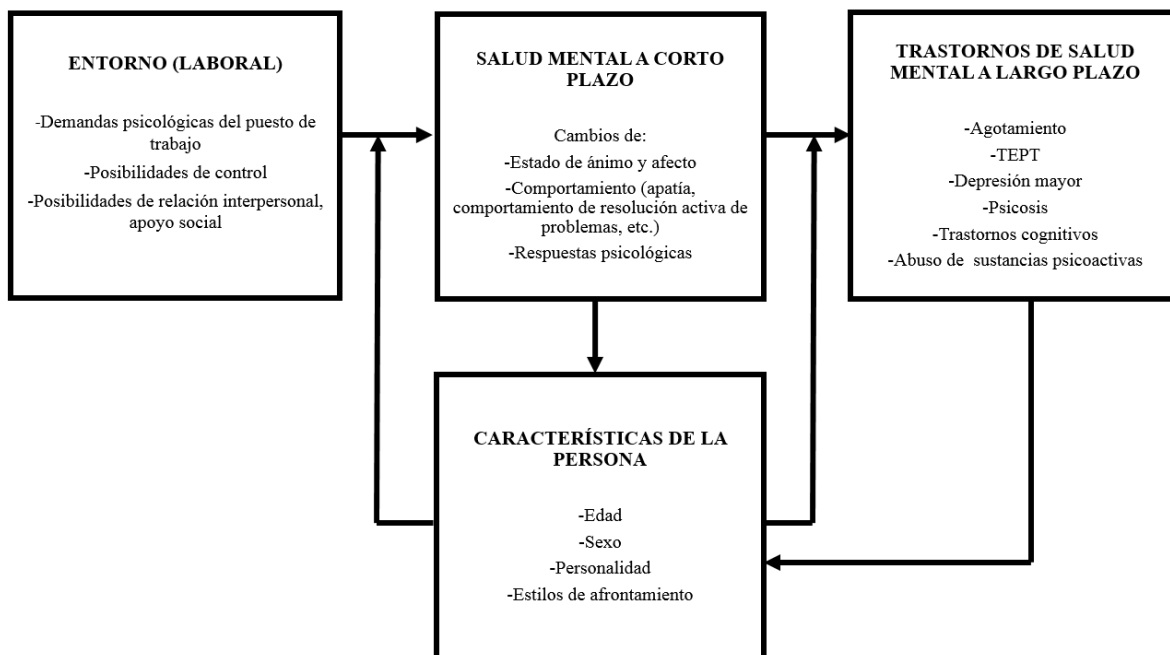 ENTORNO (LABORAL)
-Demandas psicológicas del puesto de
trabajo
-Posibilidades de control
-Posibilidades de relación interpersonal,
apoyo social
SALUD MENTAL A CORTO
PLAZO
Cambios de:
-Estado de ánimo y afecto
-Comportamiento (apatía,
comportamiento de resolución activa de
problemas, etc.)
-Respuestas psicológicas
TRASTORNOS DE SALUD
MENTAL A LARGO PLAZO
-Agotamiento
-TEPT
-Depresión mayor
-Psicosis
-Trastornos cognitivos
-Abuso de sustancias psicoactivas
CARACTERÍSTICAS DE LA
PERSONA
-Edad
-Sexo
-Personalidad
-Estilos de afrontamiento